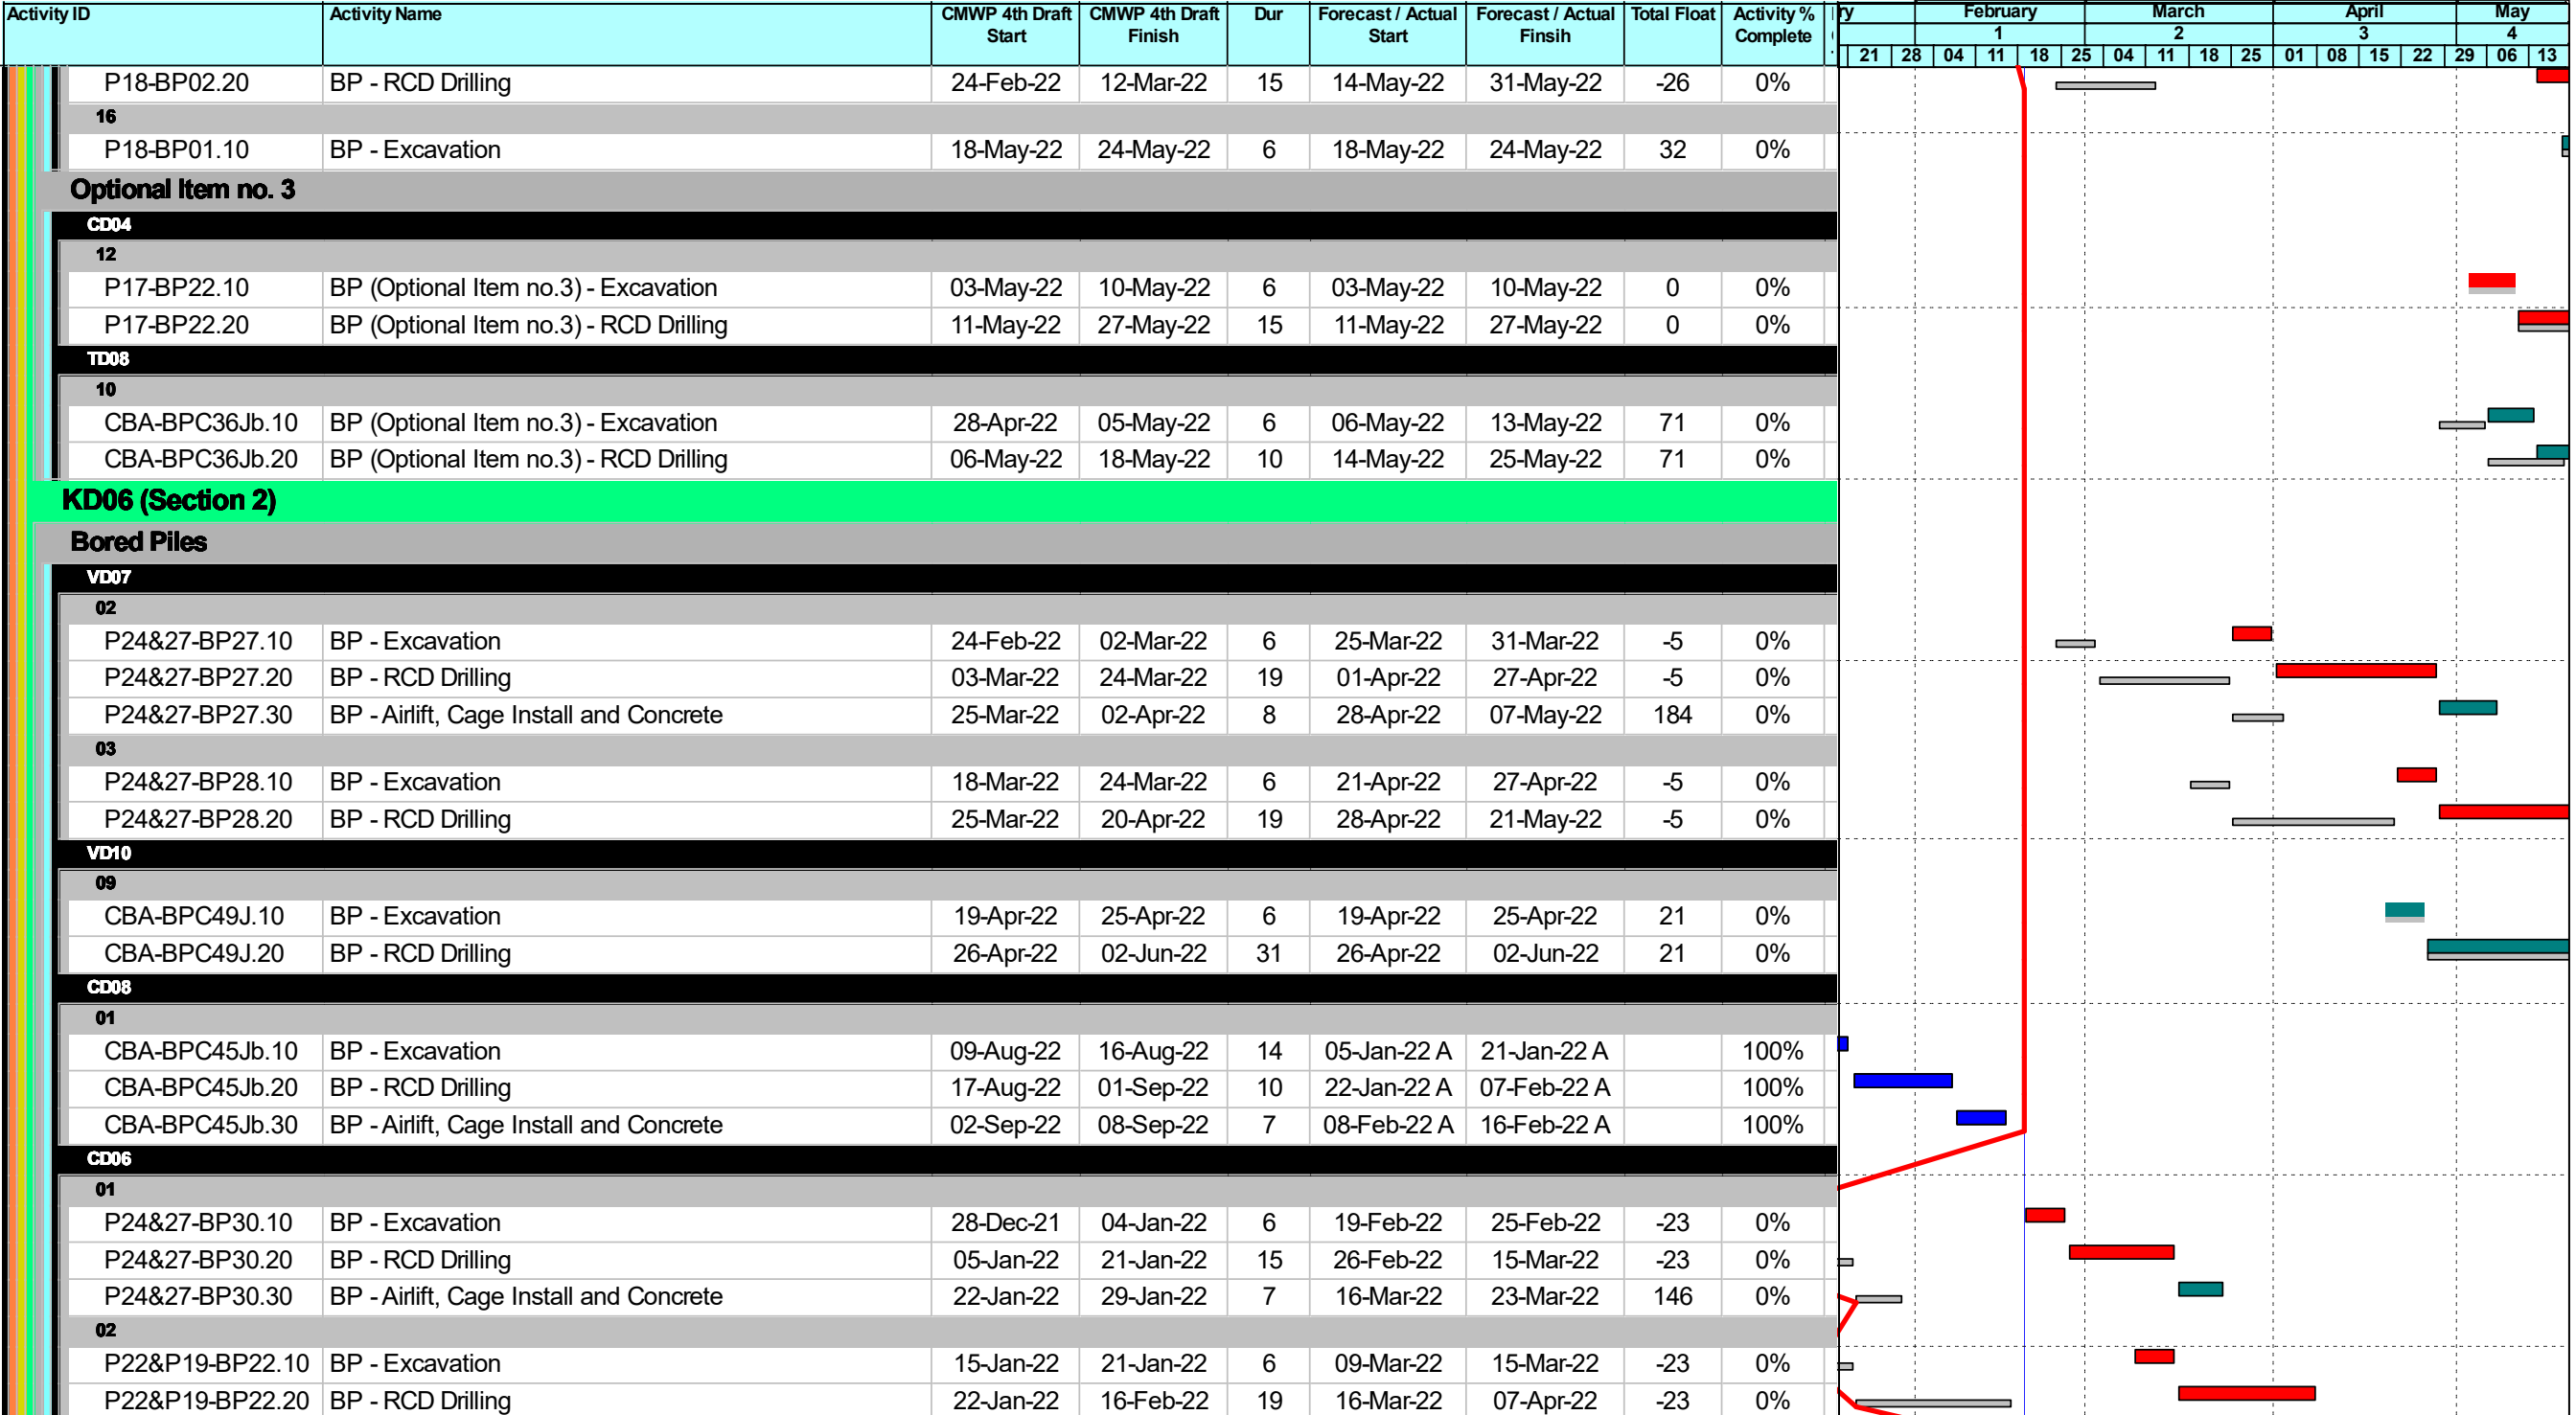 Activity ID Activity Name CMWP 4th Draft Start CMWP 4th Draft Finish Dur Forecast / Actual Start Forecast / Actual Finsih Total Float Activity % Complete
February March April May
1 2 3 4
21 28 04 11 18 25 04 11 18 25 01 08 15 22 29 06 13
P18-BP02.20 BP - RCD Drilling 24-Feb-22 12-Mar-22 15 14-May-22 31-May-22 -26 0%
16
P18-BP01.10 BP - Excavation 18-May-22 24-May-22 6 18-May-22 24-May-22 32 0%
Optional Item no. 3
CD04
12
P17-BP22.10 BP (Optional Item no.3) - Excavation 03-May-22 10-May-22 6 03-May-22 10-May-22 0 0%
P17-BP22.20 BP (Optional Item no.3) - RCD Drilling 11-May-22 27-May-22 15 11-May-22 27-May-22 0 0%
TD08
10
CBA-BPC36Jb.10 BP (Optional Item no.3) - Excavation 28-Apr-22 05-May-22 6 06-May-22 13-May-22 71 0%
CBA-BPC36Jb.20 BP (Optional Item no.3) - RCD Drilling 06-May-22 18-May-22 10 14-May-22 25-May-22 71 0%
KD06 (Section 2)
Bored Piles
VD07
02
P24&27-BP27.10 BP - Excavation 24-Feb-22 02-Mar-22 6 25-Mar-22 31-Mar-22 -5 0%
P24&27-BP27.20 BP - RCD Drilling 03-Mar-22 24-Mar-22 19 01-Apr-22 27-Apr-22 -5 0%
P24&27-BP27.30 BP - Airlift, Cage Install and Concrete 25-Mar-22 02-Apr-22 8 28-Apr-22 07-May-22 184 0%
03
P24&27-BP28.10 BP - Excavation 18-Mar-22 24-Mar-22 6 21-Apr-22 27-Apr-22 -5 0%
P24&27-BP28.20 BP - RCD Drilling 25-Mar-22 20-Apr-22 19 28-Apr-22 21-May-22 -5 0%
VD10
09
CBA-BPC49J.10 BP - Excavation 19-Apr-22 25-Apr-22 6 19-Apr-22 25-Apr-22 21 0%
CBA-BPC49J.20 BP - RCD Drilling 26-Apr-22 02-Jun-22 31 26-Apr-22 02-Jun-22 21 0%
CD08
01
CBA-BPC45Jb.10 BP - Excavation 09-Aug-22 16-Aug-22 14 05-Jan-22 A 21-Jan-22 A 100%
CBA-BPC45Jb.20 BP - RCD Drilling 17-Aug-22 01-Sep-22 10 22-Jan-22 A 07-Feb-22 A 100%
CBA-BPC45Jb.30 BP - Airlift, Cage Install and Concrete 02-Sep-22 08-Sep-22 7 08-Feb-22 A 16-Feb-22 A 100%
CD06
01
P24&27-BP30.10 BP - Excavation 28-Dec-21 04-Jan-22 6 19-Feb-22 25-Feb-22 -23 0%
P24&27-BP30.20 BP - RCD Drilling 05-Jan-22 21-Jan-22 15 26-Feb-22 15-Mar-22 -23 0%
P24&27-BP30.30 BP - Airlift, Cage Install and Concrete 22-Jan-22 29-Jan-22 7 16-Mar-22 23-Mar-22 146 0%
02
P22&P19-BP22.10 BP - Excavation 15-Jan-22 21-Jan-22 6 09-Mar-22 15-Mar-22 -23 0%
P22&P19-BP22.20 BP - RCD Drilling 22-Jan-22 16-Feb-22 19 16-Mar-22 07-Apr-22 -23 0%